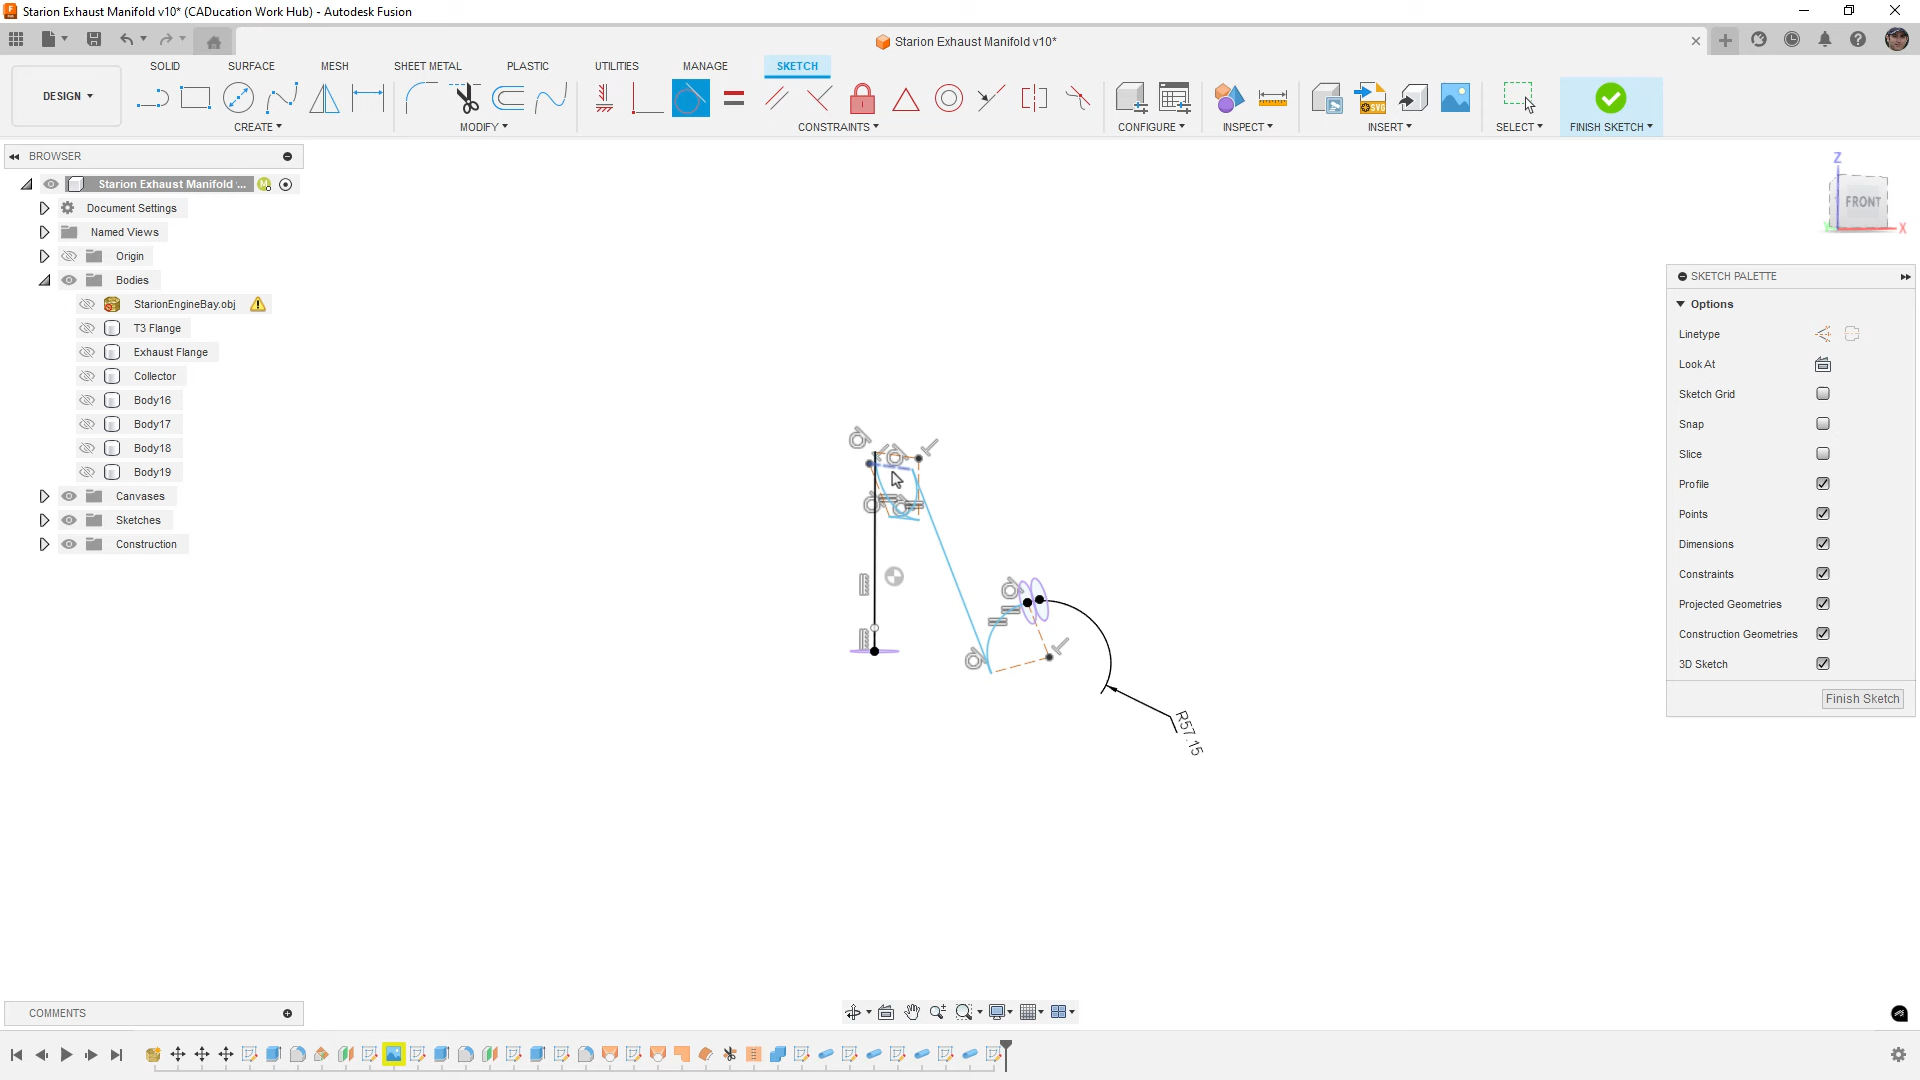 Starion Exhaust Manifold v10* (CADucation Work Hub) - Autodesk Fusion
Starion Exhaust Manifold v10*
SOLID SURFACE MESH SHEET METAL PLASTIC UTILITIES MANAGE SKETCH
DESIGN
CREATE MODIFY CONSTRAINTS CONFIGURE INSPECT INSERT SELECT FINISH SKETCH
SVG
BROWSER
Starion Exhaust Manifold ...
M
Document Settings
Named Views
Origin
Bodies
StarionEngineBay.obj
T3 Flange
Exhaust Flange
Collector
Body16
Body17
Body18
Body19
Canvases
Sketches
Construction
Z
FRONT
X
R57.15
SKETCH PALETTE
Options
Linetype
Look At
Sketch Grid
Snap
Slice
Profile
Points
Dimensions
Constraints
Projected Geometries
Construction Geometries
3D Sketch
Finish Sketch
COMMENTS